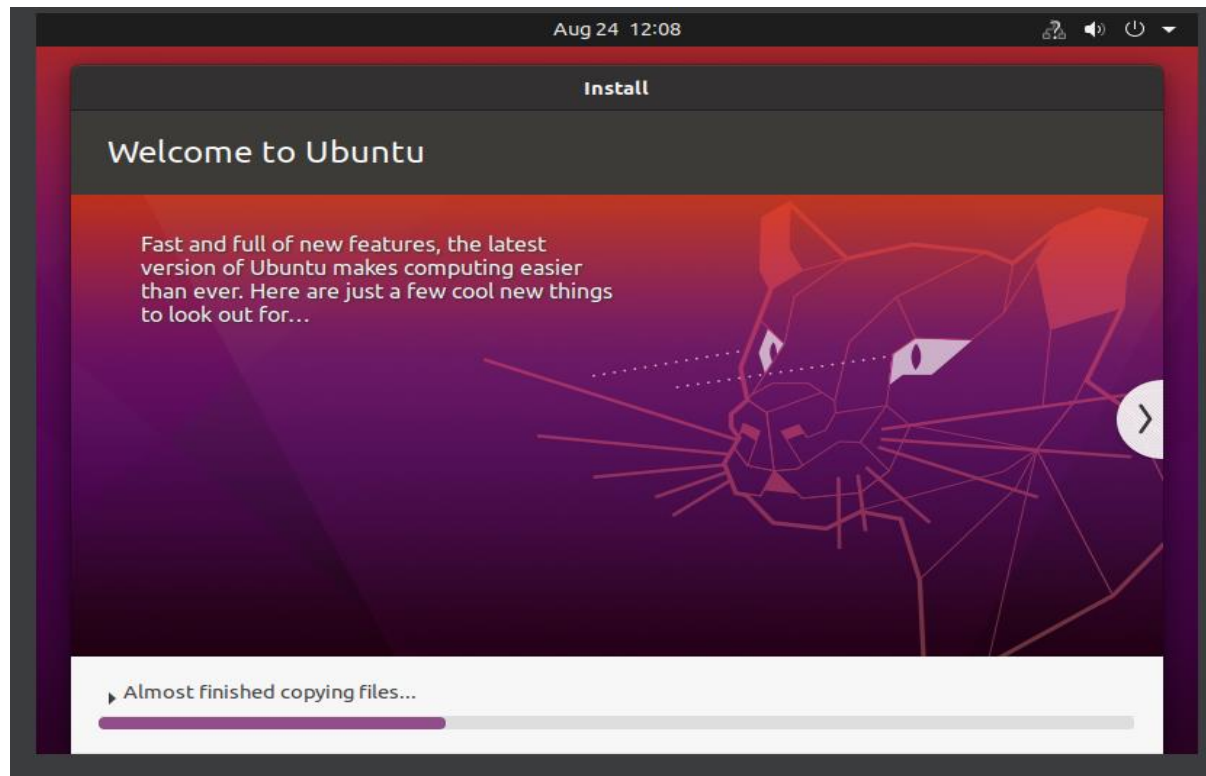 Aug 24 12:08
Install
Welcome to Ubuntu
Fast and full of new features, the latest
version of Ubuntu makes computing easier
than ever. Here are just a few cool new things
to look out for...
Almost finished copying files...